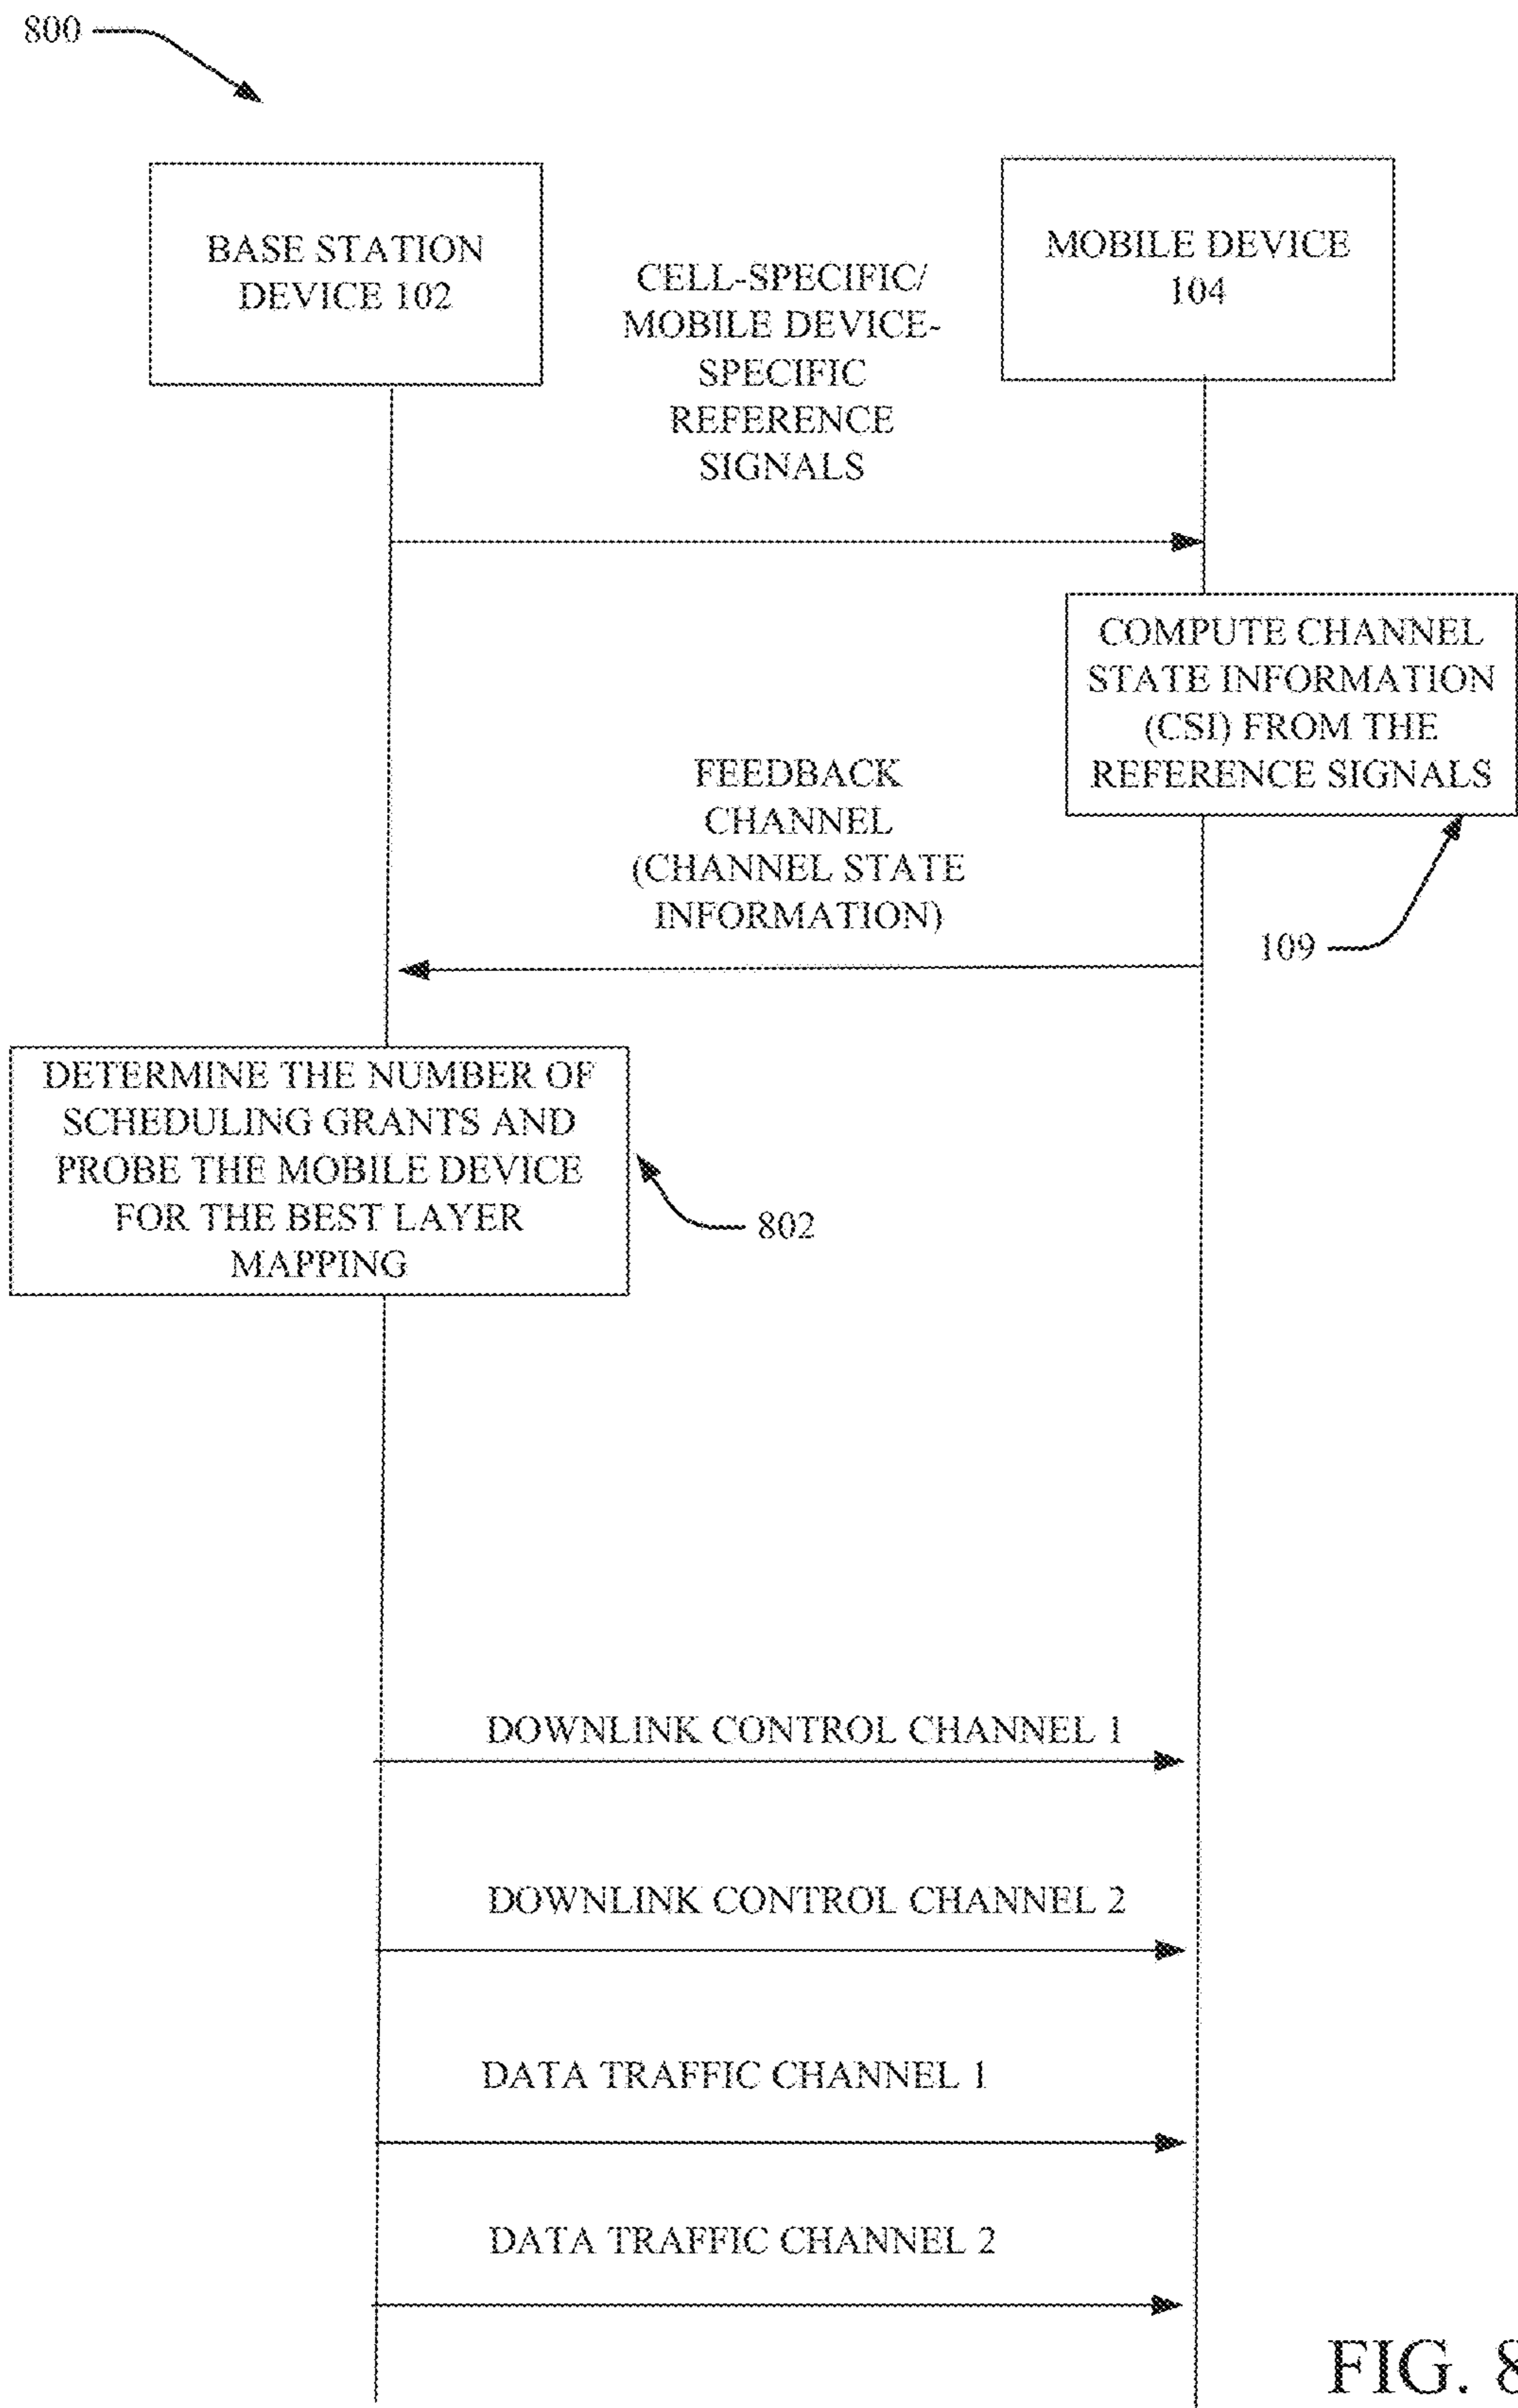 800
BASE STATION
DEVICE 102
MOBILE DEVICE
104
CELL-SPECIFIC/
MOBILE DEVICE-
SPECIFIC
REFERENCE
SIGNALS
COMPUTE CHANNEL
STATE INFORMATION
(CSI) FROM THE
REFERENCE SIGNALS
109
FEEDBACK
CHANNEL
(CHANNEL STATE
INFORMATION)
DETERMINE THE NUMBER OF
SCHEDULING GRANTS AND
PROBE THE MOBILE DEVICE
FOR THE BEST LAYER
MAPPING
802
DOWNLINK CONTROL CHANNEL 1
DOWNLINK CONTROL CHANNEL 2
DATA TRAFFIC CHANNEL 1
DATA TRAFFIC CHANNEL 2
FIG. 8